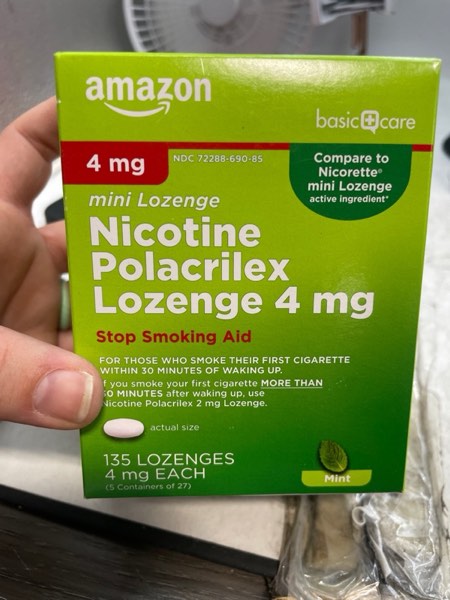 amazon
basic care
4 mg
NDC 72288-690-85
Compare to
Nicorette®
mini Lozenge
active ingredient*
mini Lozenge
Nicotine
Polacrilex
Lozenge 4 mg
Stop Smoking Aid
FOR THOSE WHO SMOKE THEIR FIRST CIGARETTE
WITHIN 30 MINUTES OF WAKING UP.
If you smoke your first cigarette MORE THAN
30 MINUTES after waking up, use
Nicotine Polacrilex 2 mg Lozenge.
actual size
135 LOZENGES
4 mg EACH
(5 Containers of 27)
Mint